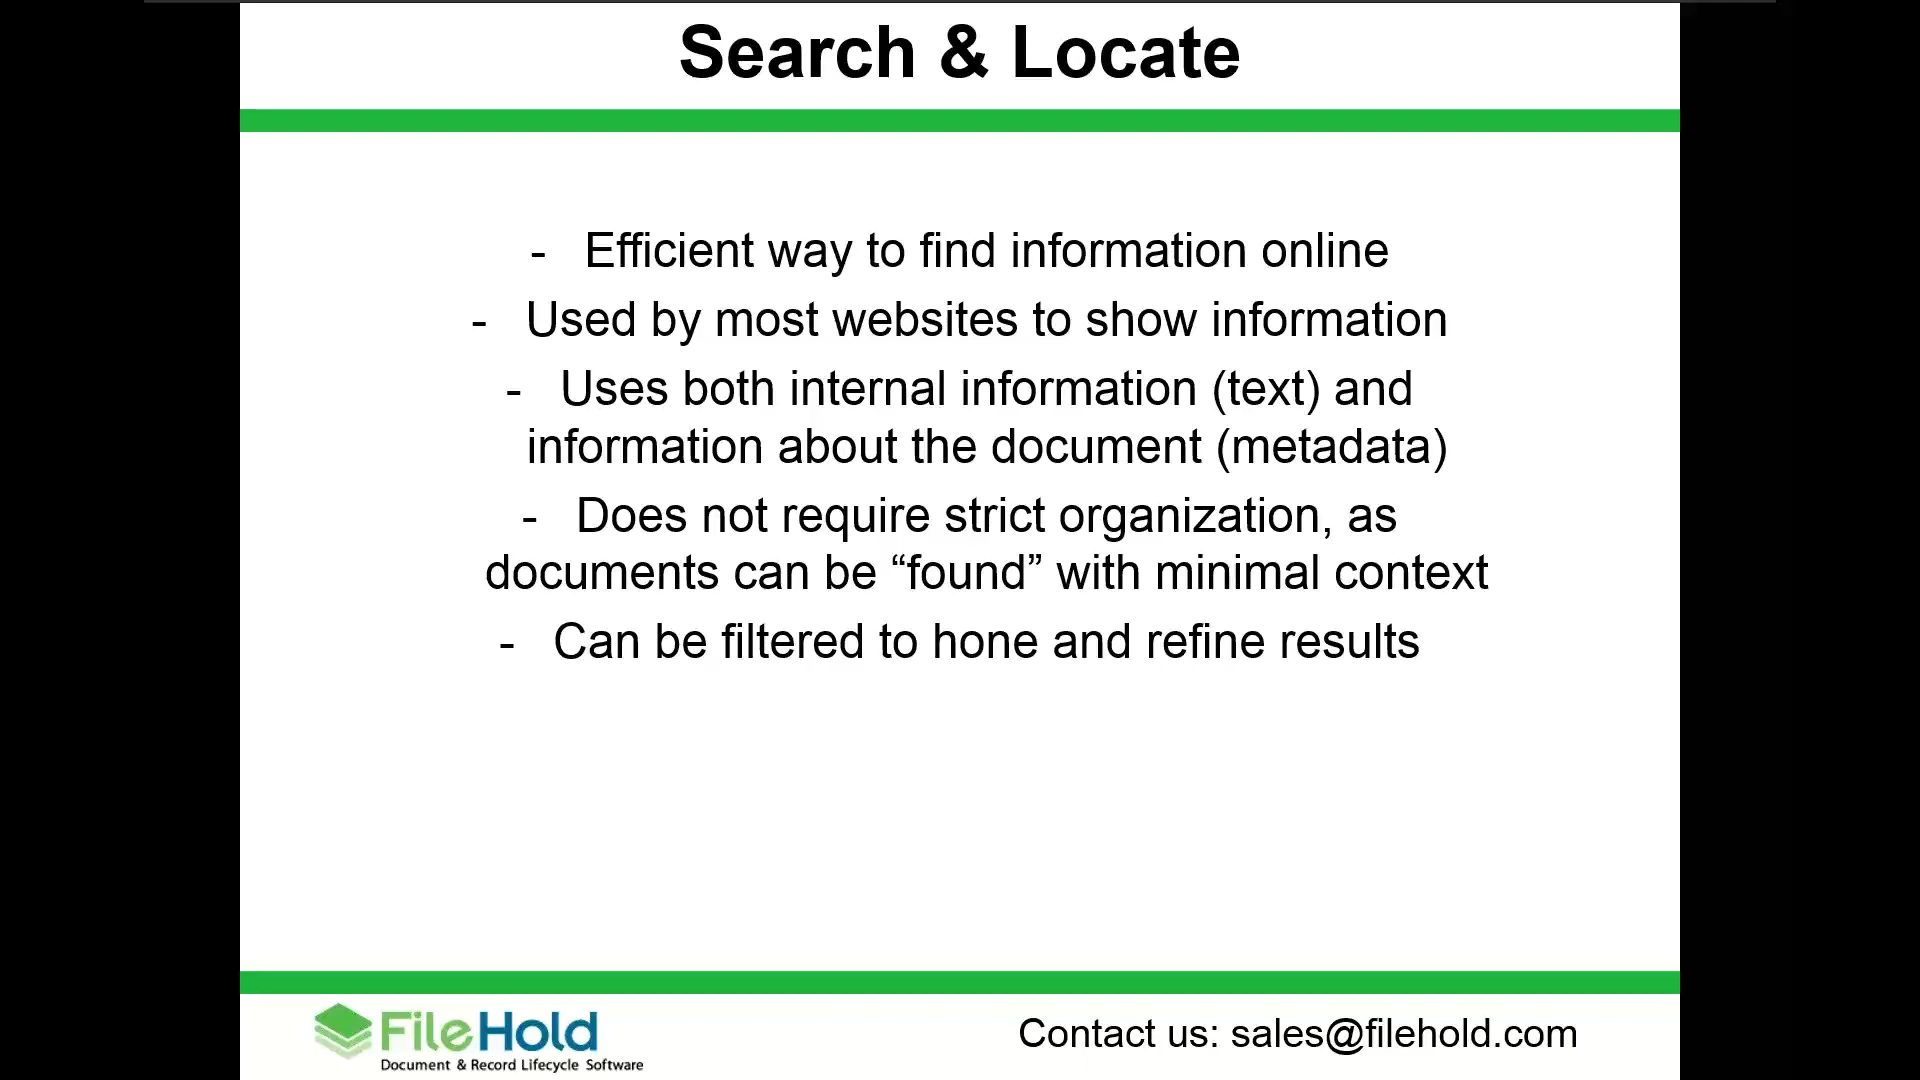 Search & Locate
- Efficient way to find information online
- Used by most websites to show information
- Uses both internal information (text) and
information about the document (metadata)
- Does not require strict organization, as
documents can be “found” with minimal context
- Can be filtered to hone and refine results
FileHold
Document & Record Lifecycle Software
Contact us: sales@filehold.com